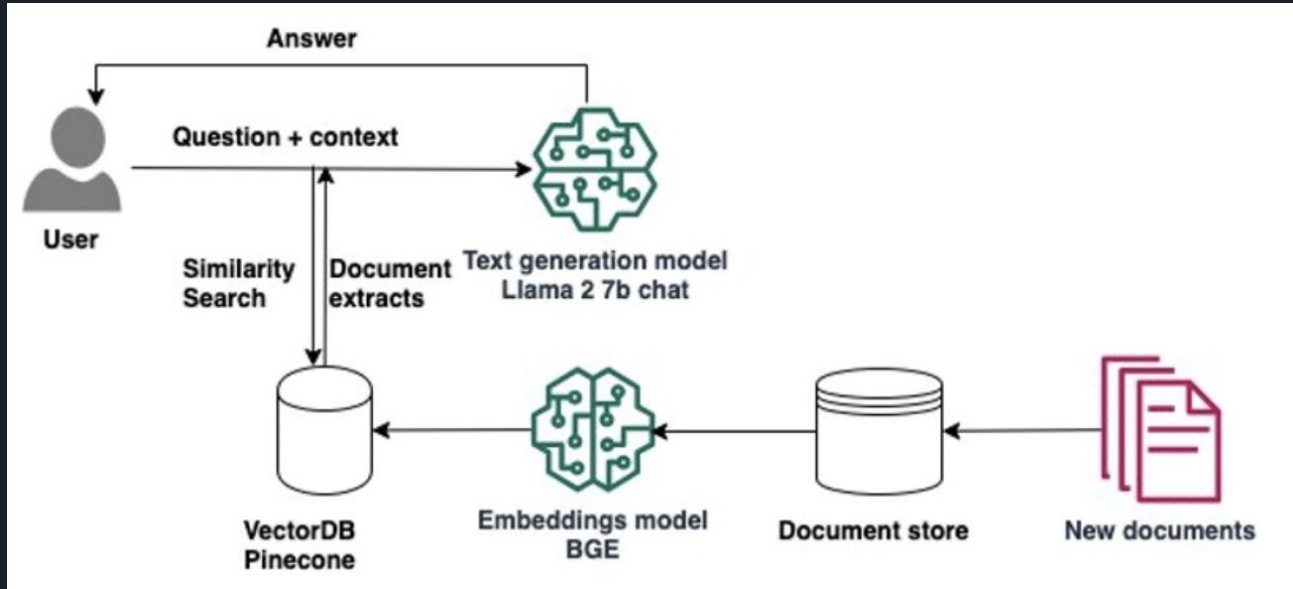 Answer
Question + context
User
Similarity
Search
Document
extracts
Text generation model
Llama 2 7b chat
VectorDB
Pinecone
Embeddings model
BGE
Document store
New documents